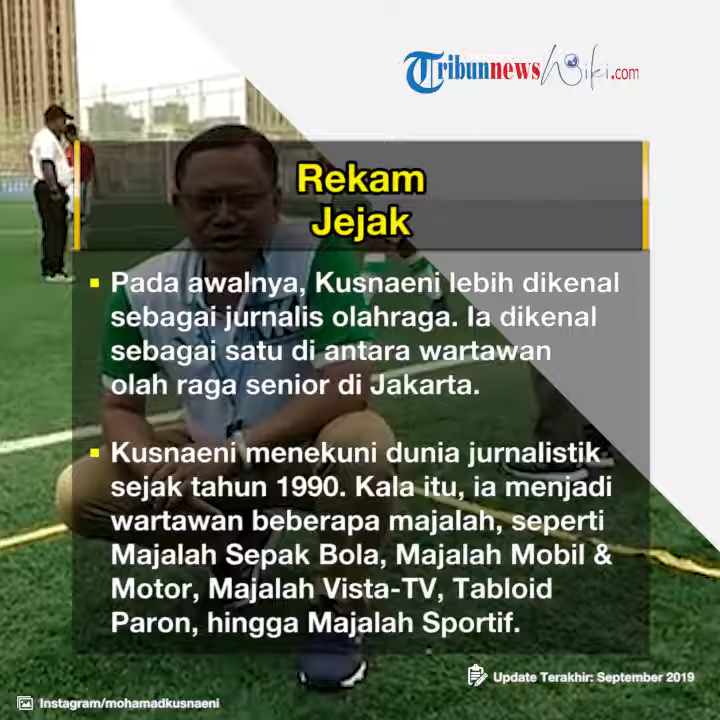 TribunnewsWiki.com
Rekam
Jejak
Pada awalnya, Kusnaeni lebih dikenal
sebagai jurnalis olahraga. Ia dikenal
sebagai satu di antara wartawan
olah raga senior di Jakarta.
Kusnaeni menekuni dunia jurnalistik
sejak tahun 1990. Kala itu, ia menjadi
wartawan beberapa majalah, seperti
Majalah Sepak Bola, Majalah Mobil &
Motor, Majalah Vista-TV, Tabloid
Paron, hingga Majalah Sportif.
Update Terakhir: September 2019
Instagram/mohamadkusnaeni